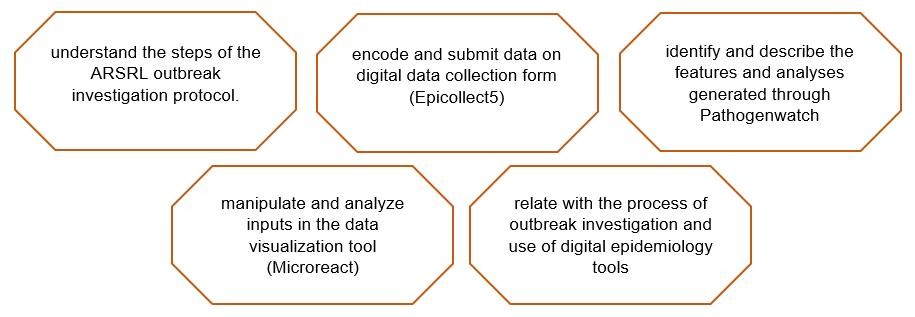 understand the steps of the
ARSRL outbreak
investigation protocol.
encode and submit data on
digital data collection form
(Epicollect5)
identify and describe the
features and analyses
generated through
Pathogenwatch
manipulate and analyze
inputs in the data
visualization tool
(Microreact)
relate with the process of
outbreak investigation and
use of digital epidemiology
tools